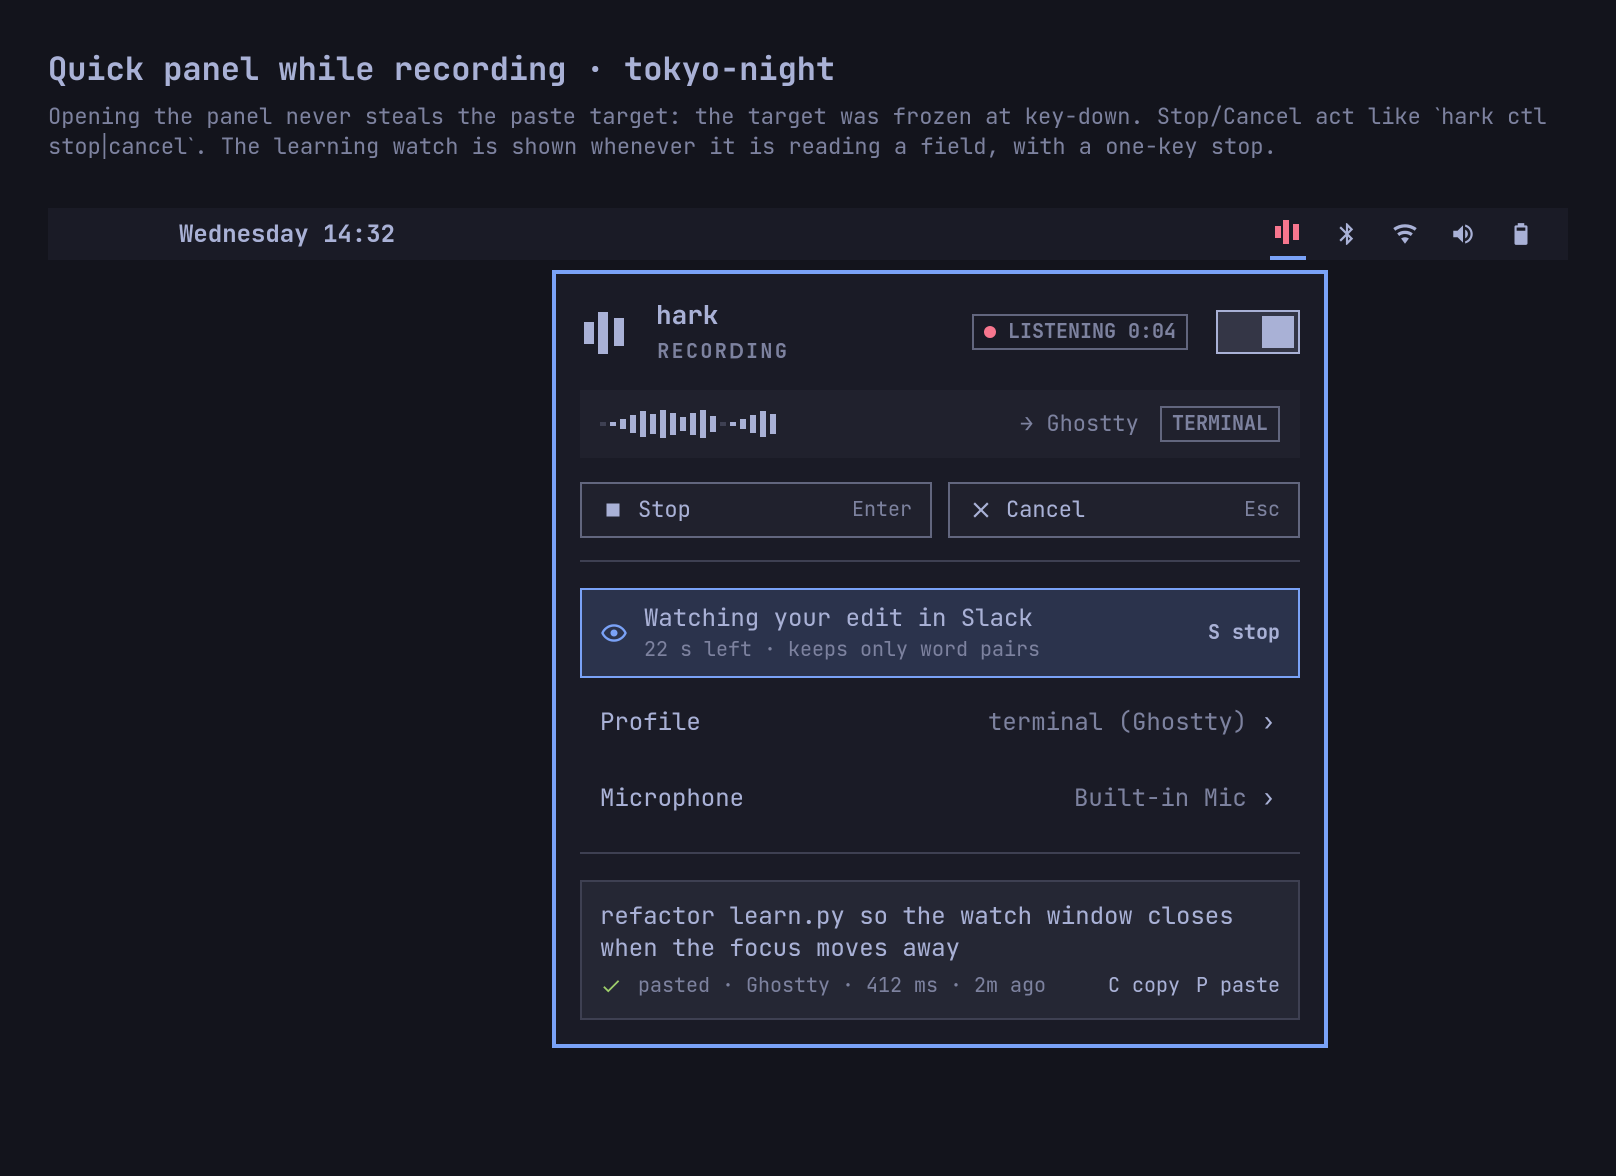 Quick panel while recording · tokyo-night
Opening the panel never steals the paste target: the target was frozen at key-down. Stop/Cancel act like `hark ctl
stop|cancel`. The learning watch is shown whenever it is reading a field, with a one-key stop.
Wednesday 14:32
hark
RECORDING
LISTENING 0:04
→ Ghostty TERMINAL
Stop Enter
Cancel Esc
Watching your edit in Slack
22 s left · keeps only word pairs
S stop
Profile terminal (Ghostty) ›
Microphone Built-in Mic ›
refactor learn.py so the watch window closes
when the focus moves away
✓ pasted · Ghostty · 412 ms · 2m ago C copy P paste